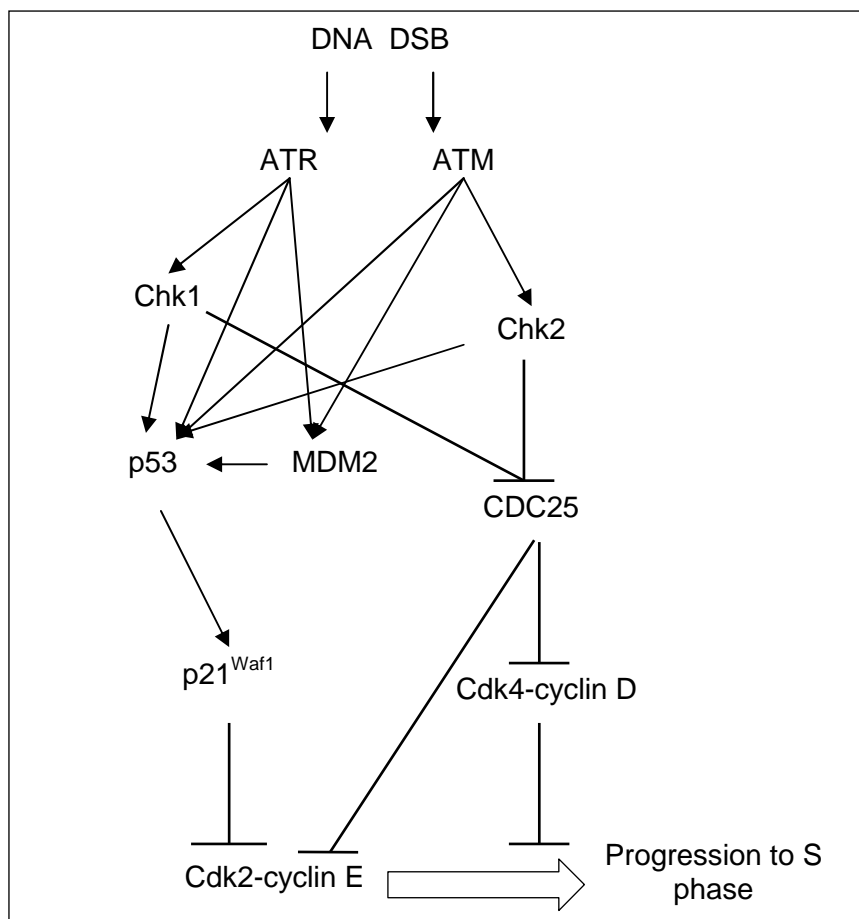 DNA DSB
ATR ATM
Chk1
Chk2
p53 MDM2
CDC25
p21Waf1
Cdk4-cyclin D
Cdk2-cyclin E
Progression to S
phase